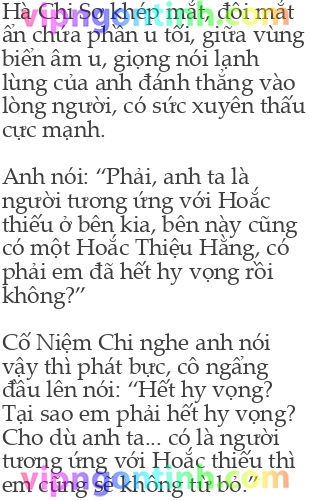 Hà Chi Sơ khép mắt, đôi mắt
vipngontinh.com
ẩn chứa phần u tối, giữa vùng
biển âm u, giọng nói lạnh
lùng của anh đánh thẳng vào
lòng người, có sức xuyên thấu
cực mạnh.
Anh nói: “Phải, anh ta là
người tương ứng với Hoắc
thiếu ở bên kia, bên này cũng
có một Hoắc Thiệu Hằng, có
phải em đã hết hy vọng rồi
không?”
Cố Niệm Chi nghe anh nói
vậy thì phát bực, cô ngẩng
đầu lên nói: “Hết hy vọng?
Tại sao em phải hết hy vọng?
Cho dù anh ta... có là người
tương ứng với Hoắc thiếu thì
vipngontinh.com
em cũng sẽ không từ bỏ.”